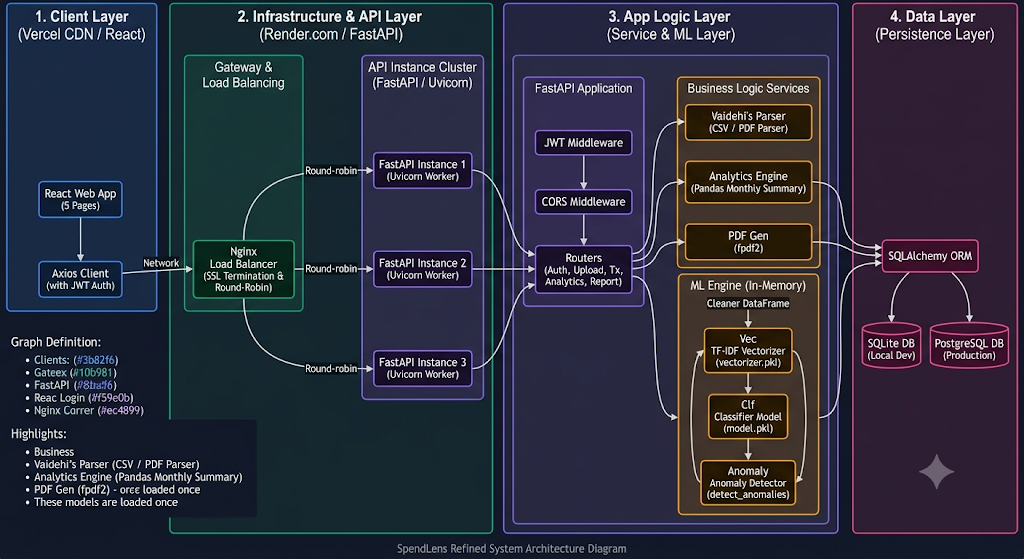 1. Client Layer
(Vercel CDN / React)
React Web App
(5 Pages)
Axios Client
(with JWT Auth)
Network
Graph Definition:
• Clients: (#3b82f6)
• Gateex (#10b981)
• FastAPI
• Reac Login (#f59e0b)
• Nginx Carrer (#ec4899)
Highlights:
• Business
• Vaidehi's Parser (CSV / PDF Parser)
• Analytics Engine (Pandas Monthly Summary)
• PDF Gen (fpdf2) - loaded once
• These models are loaded once
2. Infrastructure & API Layer
(Render.com / FastAPI)
Gateway &
Load Balancing
Nginx
Load Balancer
(SSL Termination &
Round-Robin)
Round-robin
Round-robin
Round-robin
API Instance Cluster
(FastAPI / Uvicorn)
FastAPI Instance 1
(Uvicorn Worker)
FastAPI Instance 2
(Uvicorn Worker)
FastAPI Instance 3
(Uvicorn Worker)
3. App Logic Layer
(Service & ML Layer)
FastAPI Application
JWT Middleware
CORS Middleware
Routers
(Auth, Upload, Tx,
Analytics, Report)
Business Logic Services
Vaidehi's Parser
(CSV / PDF Parser)
Analytics Engine
(Pandas Monthly Summary)
PDF Gen
(fpdf2)
ML Engine (In-Memory)
Cleaner DataFrame
Vec
TF-IDF Vectorizer
(vectorizer.pkl)
Clf
Classifier Model
(model.pkl)
Anomaly
Anomaly Detector
(detect_anomalies)
4. Data Layer
(Persistence Layer)
SQLAlchemy ORM
SQLite DB
(Local Dev)
PostgreSQL DB
(Production)
SpendLens Refined System Architecture Diagram